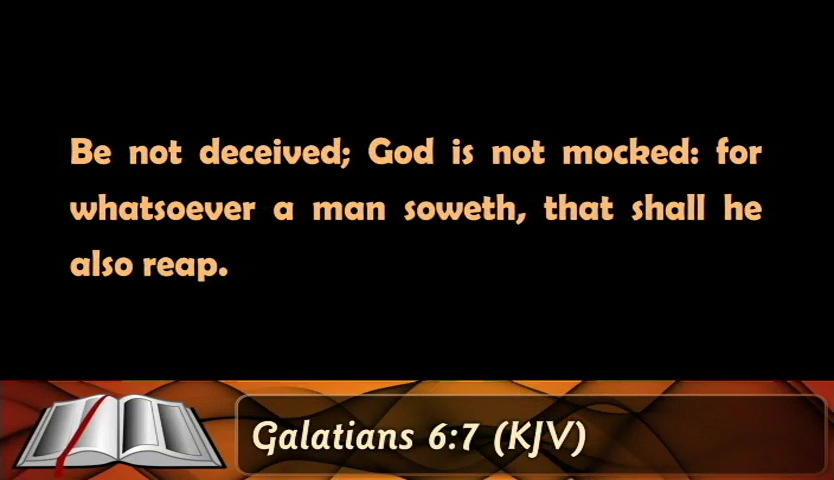 Be not deceived; God is not mocked: for
whatsoever a man soweth, that shall he
also reap.
Galatians 6:7 (KJV)